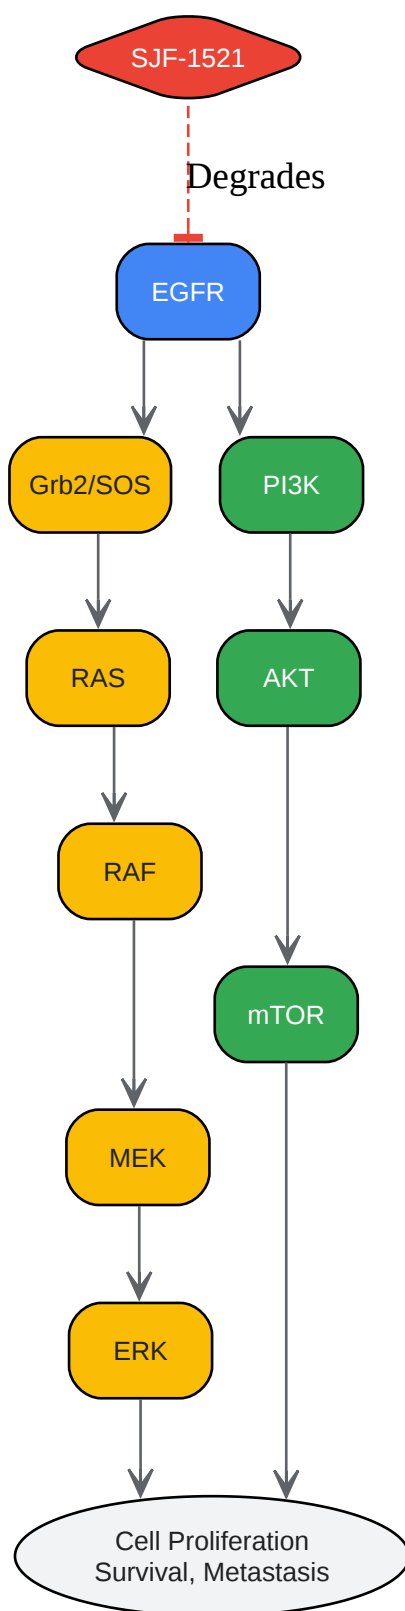 SJF-1521
Degrades
EGFR
Grb2/SOS
PI3K
RAS
AKT
RAF
mTOR
MEK
ERK
Cell Proliferation
Survival, Metastasis